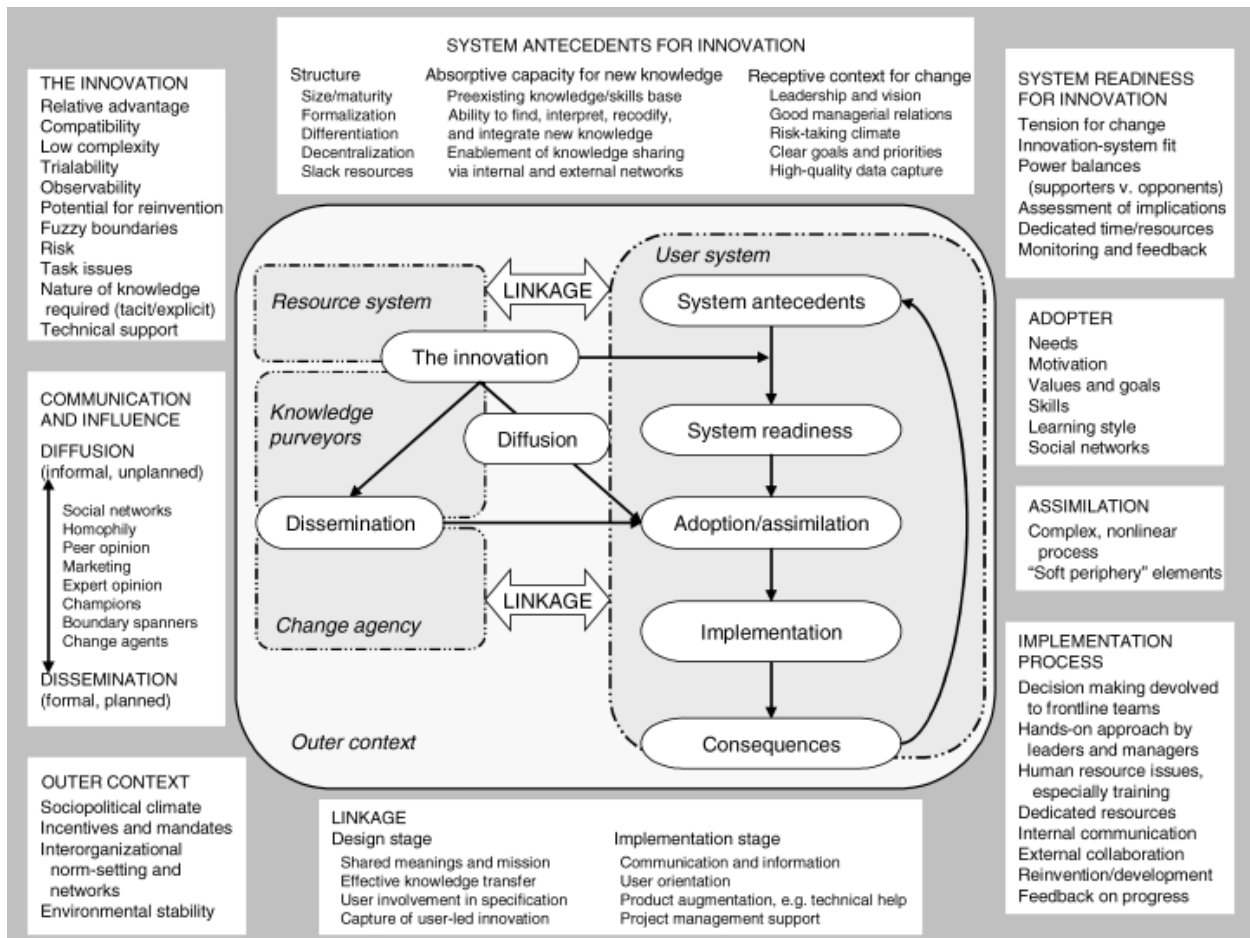 SYSTEM ANTECEDENTS FOR INNOVATION
Structure
Size/maturity
Formalization
Differentiation
Decentralization
Slack resources
Absorptive capacity for new knowledge
Preexisting knowledge/skills base
Ability to find, interpret, recodify,
and integrate new knowledge
Enablement of knowledge sharing
via internal and external networks
Receptive context for change
Leadership and vision
Good managerial relations
Risk-taking climate
Clear goals and priorities
High-quality data capture
THE INNOVATION
Relative advantage
Compatibility
Low complexity
Trialability
Observability
Potential for reinvention
Fuzzy boundaries
Risk
Task issues
Nature of knowledge
required (tacit/explicit)
Technical support
COMMUNICATION
AND INFLUENCE
DIFFUSION
(informal, unplanned)
Social networks
Homophily
Peer opinion
Marketing
Expert opinion
Champions
Boundary spanners
Change agents
DISSEMINATION
(formal, planned)
OUTER CONTEXT
Sociopolitical climate
Incentives and mandates
Interorganizational
norm-setting and
networks
Environmental stability
Resource system
LINKAGE
User system
System antecedents
The innovation
Knowledge
purveyors
Diffusion
System readiness
Dissemination
Adoption/assimilation
LINKAGE
Change agency
Implementation
Outer context
Consequences
LINKAGE
Design stage
Shared meanings and mission
Effective knowledge transfer
User involvement in specification
Capture of user-led innovation
Implementation stage
Communication and information
User orientation
Product augmentation, e.g. technical help
Project management support
SYSTEM READINESS
FOR INNOVATION
Tension for change
Innovation-system fit
Power balances
(supporters v. opponents)
Assessment of implications
Dedicated time/resources
Monitoring and feedback
ADOPTER
Needs
Motivation
Values and goals
Skills
Learning style
Social networks
ASSIMILATION
Complex, nonlinear
process
“Soft periphery” elements
IMPLEMENTATION
PROCESS
Decision making devolved
to frontline teams
Hands-on approach by
leaders and managers
Human resource issues,
especially training
Dedicated resources
Internal communication
External collaboration
Reinvention/development
Feedback on progress